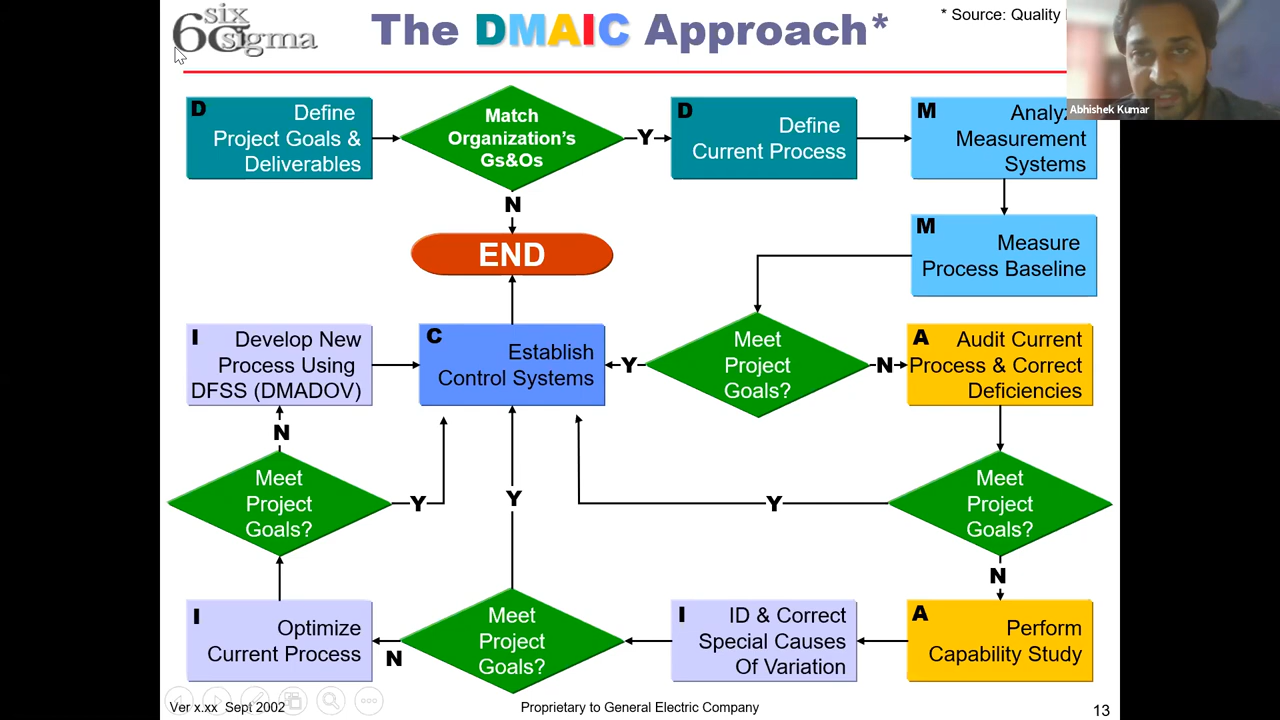 six
6σ sigma
The DMAIC Approach*
* Source: Quality
Abhishek Kumar
D
Define
Project Goals &
Deliverables
Match
Organization's
Gs&Os
Y
D
Define
Current Process
M
Analyz
Measurement
Systems
N
END
M
Measure
Process Baseline
I
Develop New
Process Using
DFSS (DMADOV)
C
Establish
Control Systems
Y
Meet
Project
Goals?
N
A
Audit Current
Process & Correct
Deficiencies
N
Meet
Project
Goals?
Y
Y
Y
Meet
Project
Goals?
N
I
Optimize
Current Process
N
Meet
Project
Goals?
I
ID & Correct
Special Causes
Of Variation
A
Perform
Capability Study
Ver x.xx Sept 2002
Proprietary to General Electric Company
13